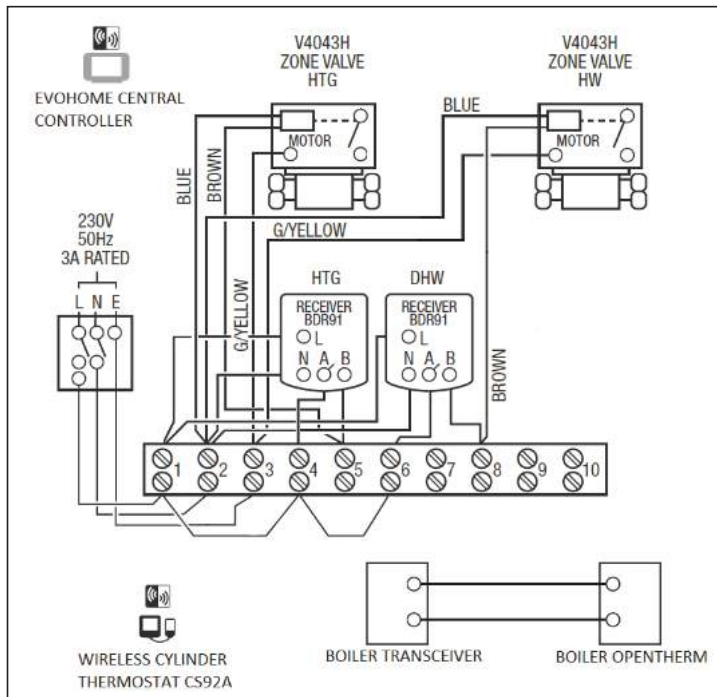 EVOHOME CENTRAL
CONTROLLER
V4043H
ZONE VALVE
HTG
MOTOR
V4043H
ZONE VALVE
HW
MOTOR
BLUE
BLUE
BROWN
G/YELLOW
G/YELLOW
BROWN
230V
50Hz
3A RATED
L N E
HTG
RECEIVER
BDR91
L
N A B
DHW
RECEIVER
BDR91
L
N A B
1 2 3 4 5 6 7 8 9 10
WIRELESS CYLINDER
THERMOSTAT CS92A
BOILER TRANSCEIVER
BOILER OPENTHERM